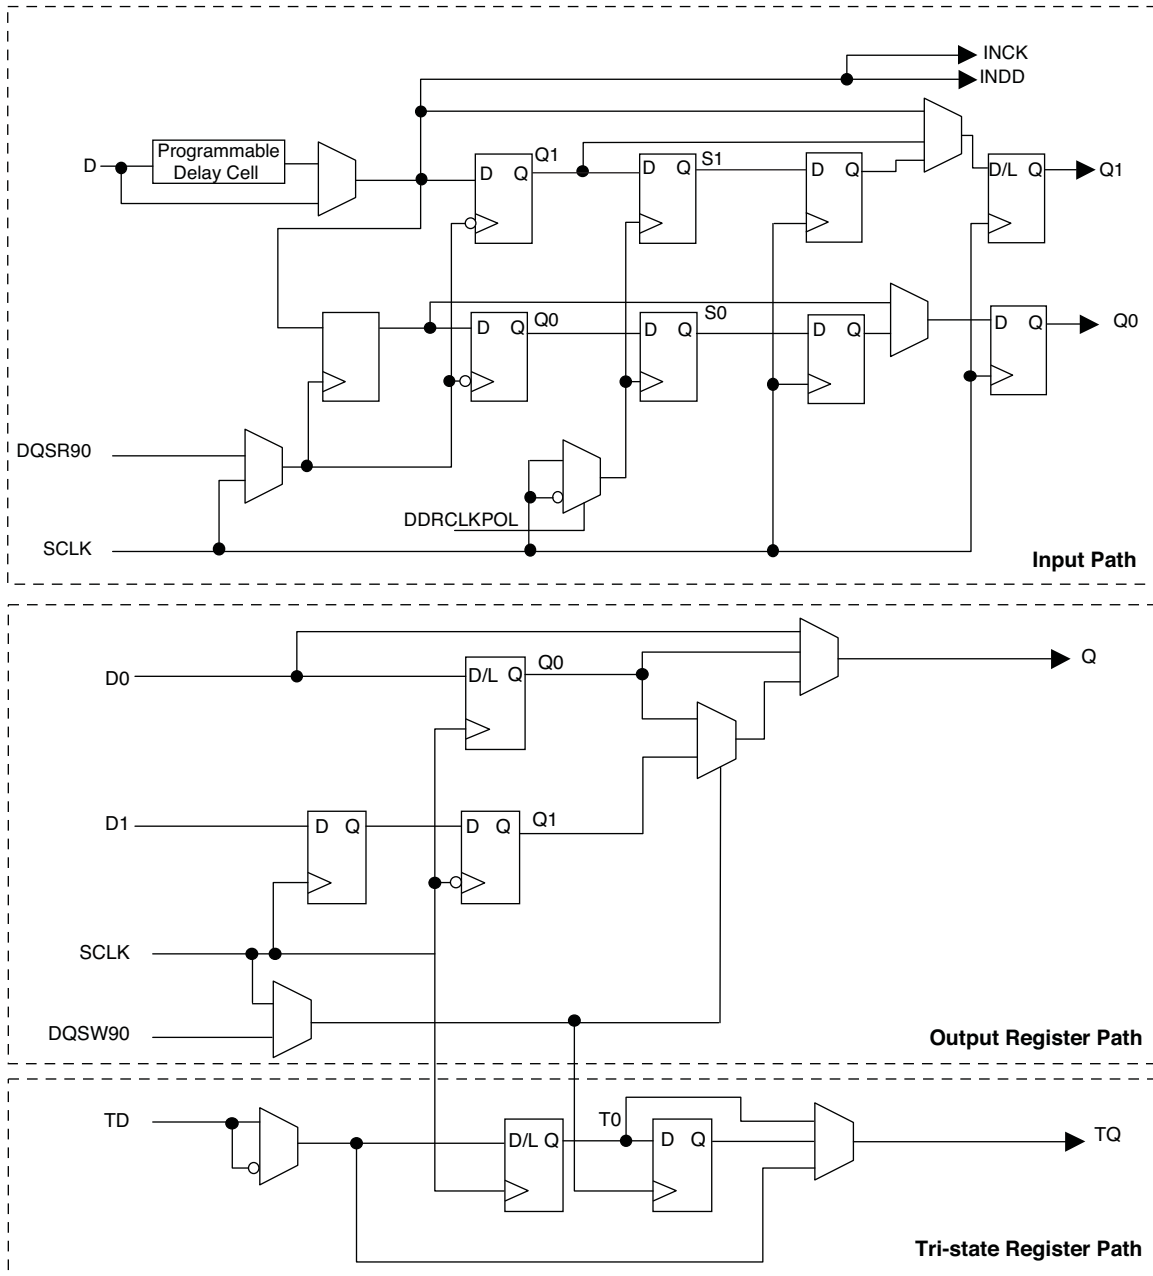 INCK
INDD
D
Programmable
Delay Cell
Q1
D Q
S1
D Q
D Q
D/L Q
Q1
Q0
D Q
S0
D Q
D Q
D Q
Q0
DQSR90
DDRCLKPOL
SCLK
Input Path
D0
D/L Q
Q0
Q
D1
D Q
D Q
Q1
SCLK
DQSW90
Output Register Path
TD
D/L Q
T0
D Q
TQ
Tri-state Register Path